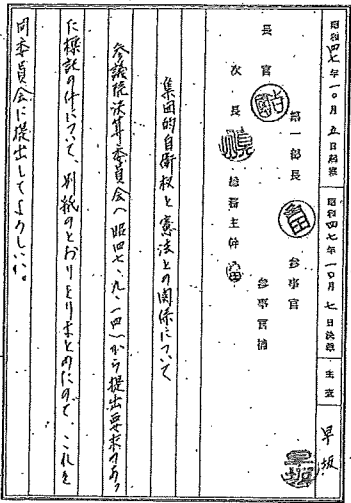 昭和四七年一〇月五日起案
昭和四七年一〇月七日決裁
主査
早坂
長官
第一部長
参事官
次長
総務主幹
参事官補
集団的自衛権と憲法との関係について
参議院決算委員会(昭四七、九、一四)から提出要求のあっ
た標記の件について、別紙のとおりとりまとめたので、これを
同委員会に提出してよろしいか。